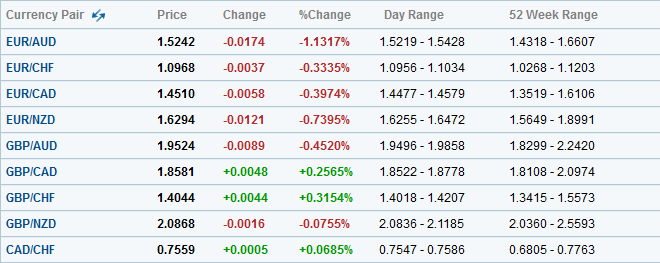 Currency Pair Price Change %Change Day Range 52 Week Range
EUR/AUD 1.5242 -0.0174 -1.1317% 1.5219 - 1.5428 1.4318 - 1.6607
EUR/CHF 1.0968 -0.0037 -0.3335% 1.0956 - 1.1034 1.0268 - 1.1203
EUR/CAD 1.4510 -0.0058 -0.3974% 1.4477 - 1.4579 1.3519 - 1.6106
EUR/NZD 1.6294 -0.0121 -0.7395% 1.6255 - 1.6472 1.5649 - 1.8991
GBP/AUD 1.9524 -0.0089 -0.4520% 1.9496 - 1.9858 1.8299 - 2.2420
GBP/CAD 1.8581 +0.0048 +0.2565% 1.8522 - 1.8778 1.8108 - 2.0974
GBP/CHF 1.4044 +0.0044 +0.3154% 1.4018 - 1.4207 1.3415 - 1.5573
GBP/NZD 2.0868 -0.0016 -0.0755% 2.0836 - 2.1185 2.0360 - 2.5593
CAD/CHF 0.7559 +0.0005 +0.0685% 0.7547 - 0.7586 0.6805 - 0.7763